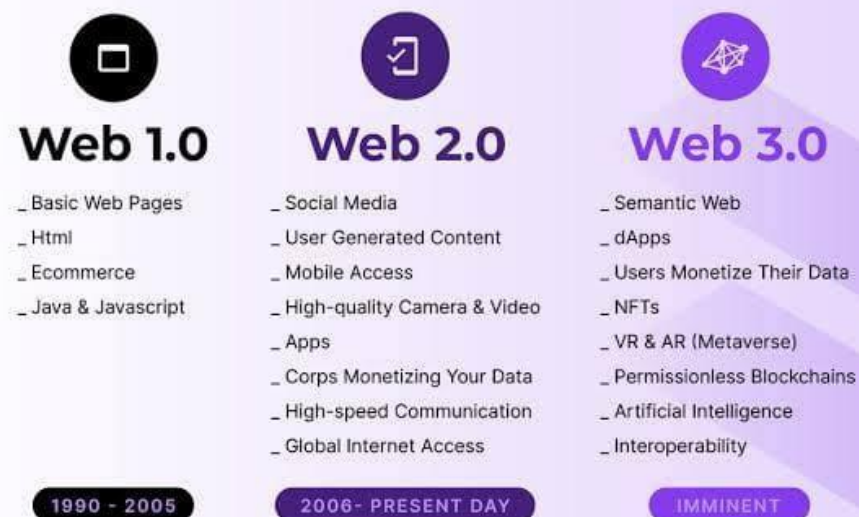 Web 1.0
_ Basic Web Pages
_ Html
_ Ecommerce
_ Java & Javascript
1990 - 2005
Web 2.0
_ Social Media
_ User Generated Content
_ Mobile Access
_ High-quality Camera & Video
_ Apps
_ Corps Monetizing Your Data
_ High-speed Communication
_ Global Internet Access
2006- PRESENT DAY
Web 3.0
_ Semantic Web
_ dApps
_ Users Monetize Their Data
_ NFTs
_ VR & AR (Metaverse)
_ Permissionless Blockchains
_ Artificial Intelligence
_ Interoperability
IMMINENT